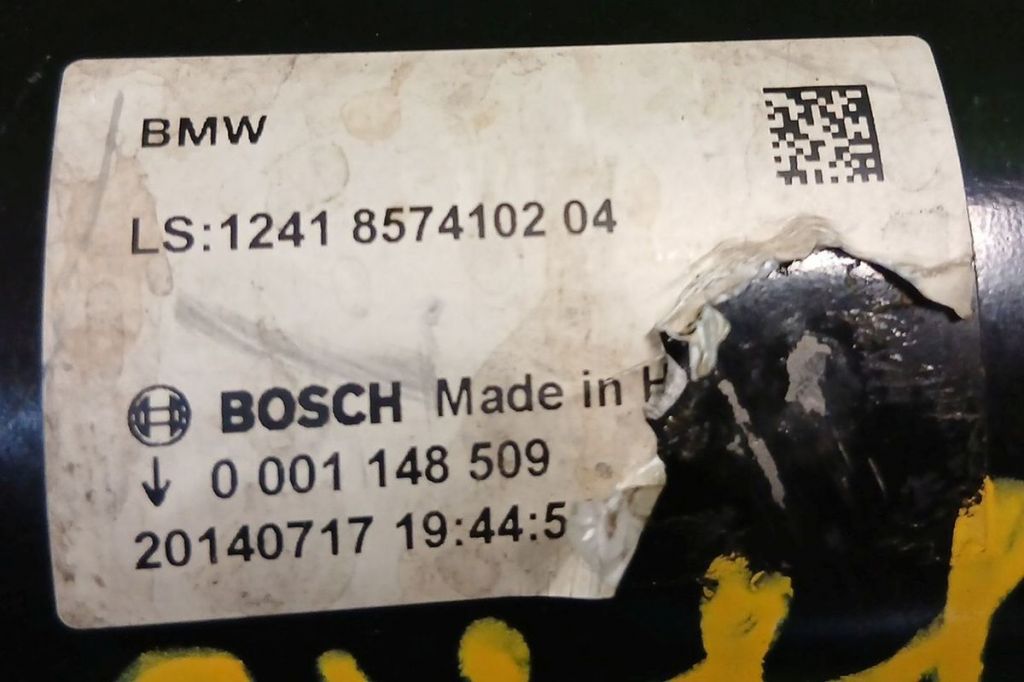 BMW
LS:1241 8574102 04
BOSCH Made in H
0 001 148 509
20140717 19:44:5